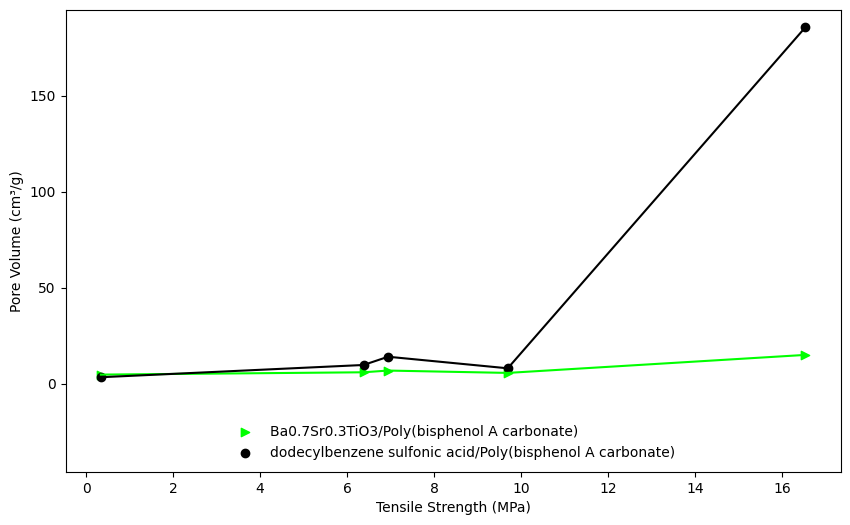 150
100
50
0
Pore Volume (cm³/g)
Ba0.7Sr0.3TiO3/Poly(bisphenol A carbonate)
dodecylbenzene sulfonic acid/Poly(bisphenol A carbonate)
0 2 4 6 8 10 12 14 16
Tensile Strength (MPa)